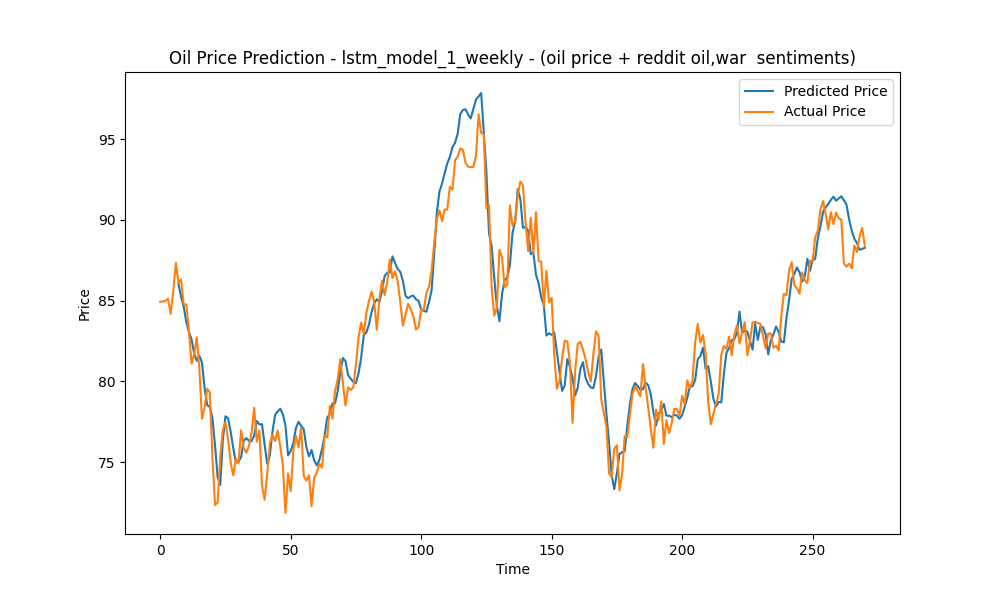 Oil Price Prediction - lstm_model_1_weekly - (oil price + reddit oil,war  sentiments)
Predicted Price
Actual Price
95
90
85
80
75
Price
0
50
100
150
200
250
Time